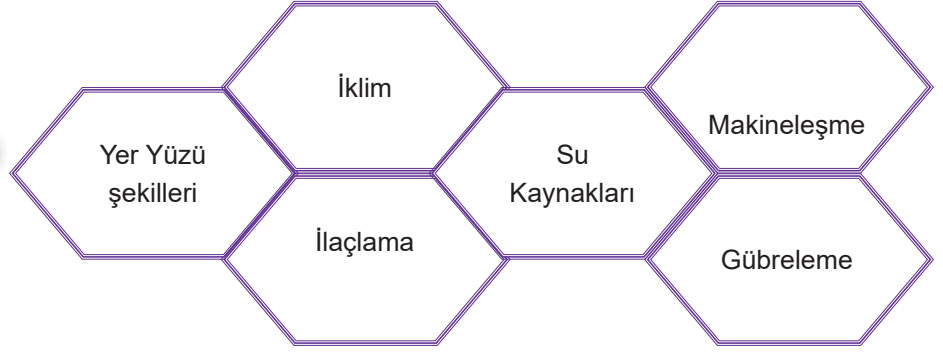 İklim
Makineleşme
Yer Yüzü
şekilleri
Su
Kaynakları
İlaçlama
Gübreleme